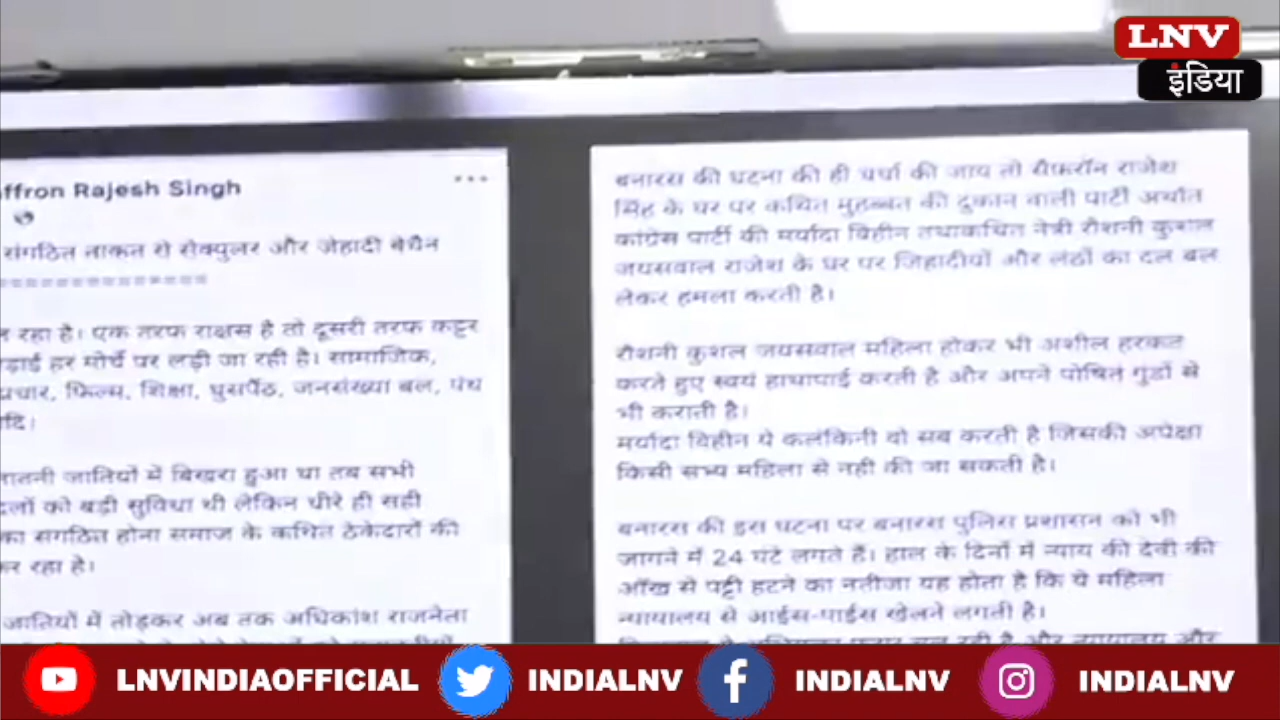 LNV
इंडिया
ffron Rajesh Singh
संगठित ताकत से सेक्युलर और जेहादी बेचैन
रहा है। एक तरफ राक्षस है तो दूसरी तरफ कट्टर
ड़ाई हर मोर्चे पर लड़ी जा रही है। सामाजिक,
प्रचार, फिल्म, शिक्षा, घुसपैठ, जनसंख्या बल, पंथ
दि।
जातियों में बिखरा हुआ था तब सभी
दलों को बड़ी सुविधा थी लेकिन धीरे ही सही
का संगठित होना समाज के कथित ठेकेदारों की
कर रहा है।
जातियों में तोड़कर अब तक अधिकांश राजनेता
बनारस की घटना की ही चर्चा की जाय तो सैफ़रॉन राजेश
सिंह के घर पर कथित मुहब्बत की दुकान वाली पार्टी अर्थात
कांग्रेस पार्टी की मर्यादा विहीन तथाकथित नेत्री रौशनी कुशल
जयसवाल राजेश के घर पर जिहादीयों और लंठों का दल बल
लेकर हमला करती है।
रौशनी कुशल जयसवाल महिला होकर भी अशील हरकत
करते हुए स्वयं हाथापाई करती है और अपने पोषित गुंडों से
भी कराती है।
मर्यादा विहीन ये कलंकिनी वो सब करती है जिसकी अपेक्षा
किसी सभ्य महिला से नही की जा सकती है।
बनारस की इस घटना पर बनारस पुलिस प्रशासन को भी
जागने में 24 घंटे लगते हैं। हाल के दिनों में न्याय की देवी की
आँख से पट्टी हटने का नतीजा यह होता है कि ये महिला
न्यायालय से आईस-पाईस खेलने लगती है।
LNVINDIAOFFICIAL
INDIALNV
INDIALNV
INDIALNV